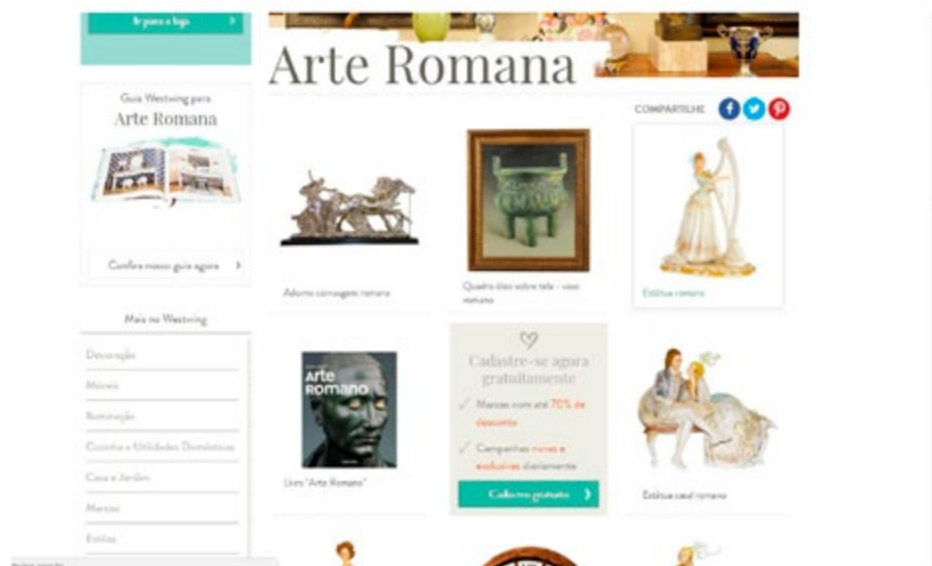 Ir para a loja
Arte Romana
Guia Westwing para
Arte Romana
Confira nosso guia agora
Mais no Westwing
Decoração
Móveis
Iluminação
Cozinha e Utilidades Domésticas
Casa e Jardim
Marcas
Estilos
COMPARTILHE
Adorno carruagem romana
Quadro óleo sobre tela - vaso
romano
Estátua romana
Arte
Romano
Livro "Arte Romano"
Cadastre-se agora
gratuitamente
Marcas com até 70% de
desconto
Campanhas novas e
exclusivas diariamente
Cadastro gratuito
Estátua casal romano